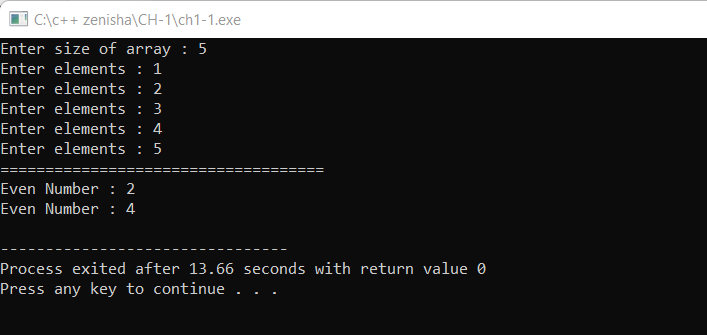 C:\c++ zenisha\CH-1\ch1-1.exe
Enter size of array : 5
Enter elements : 1
Enter elements : 2
Enter elements : 3
Enter elements : 4
Enter elements : 5
====================================
Even Number : 2
Even Number : 4
--------------------------------
Process exited after 13.66 seconds with return value 0
Press any key to continue . . .